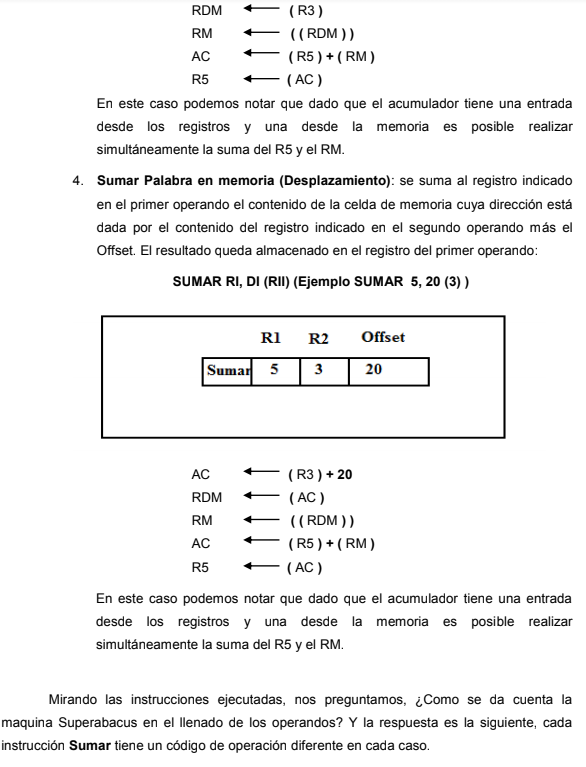 RDM ← ( R3 )
RM ← ( ( RDM ) )
AC ← ( R5 ) + ( RM )
R5 ← ( AC )
En este caso podemos notar que dado que el acumulador tiene una entrada
desde los registros y una desde la memoria es posible realizar
simultáneamente la suma del R5 y el RM.
4. Sumar Palabra en memoria (Desplazamiento): se suma al registro indicado
en el primer operando el contenido de la celda de memoria cuya dirección está
dada por el contenido del registro indicado en el segundo operando más el
Offset. El resultado queda almacenado en el registro del primer operando:
SUMAR RI, DI (RII) (Ejemplo SUMAR 5, 20 (3) )
R1 R2 Offset
Sumar 5 3 20
AC ← ( R3 ) + 20
RDM ← ( AC )
RM ← ( ( RDM ) )
AC ← ( R5 ) + ( RM )
R5 ← ( AC )
En este caso podemos notar que dado que el acumulador tiene una entrada
desde los registros y una desde la memoria es posible realizar
simultáneamente la suma del R5 y el RM.
Mirando las instrucciones ejecutadas, nos preguntamos, ¿Como se da cuenta la
maquina Superabacus en el llenado de los operandos? Y la respuesta es la siguiente, cada
instrucción Sumar tiene un código de operación diferente en cada caso.